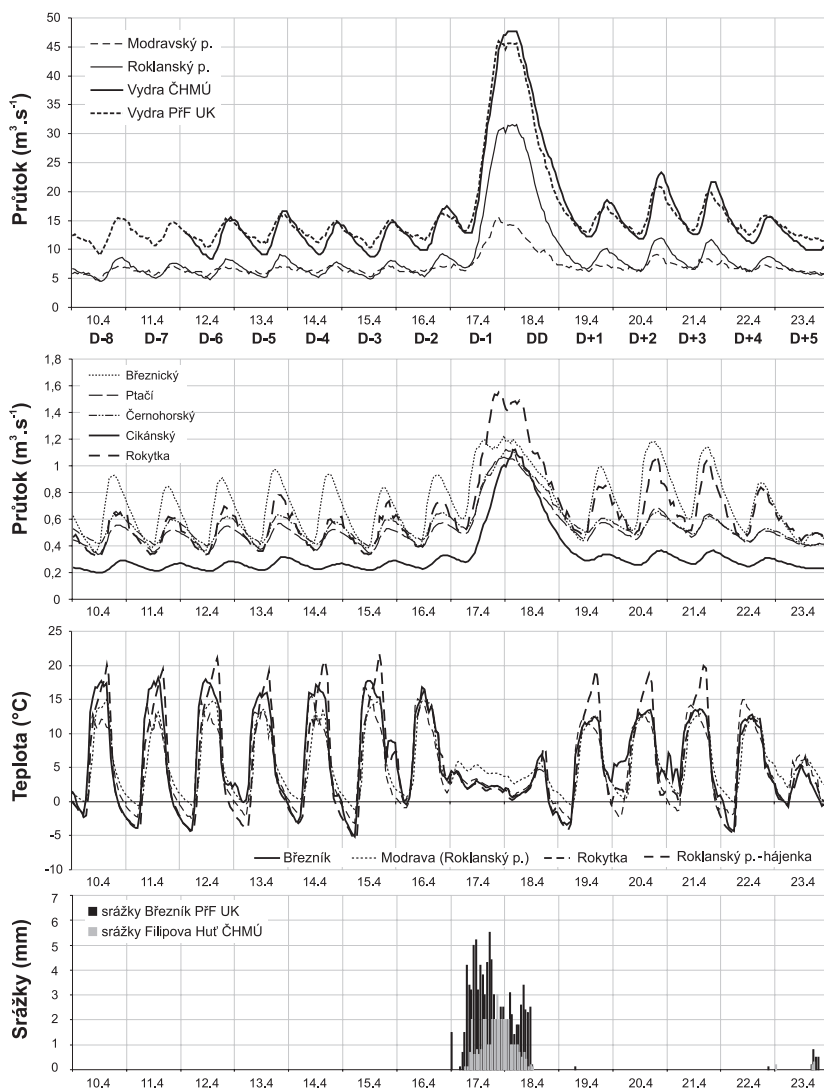 50
45
40
35
30
25
20
15
10
5
0
Průtok (m³.s⁻¹)
Modravský p.
Roklanský p.
Vydra ČHMÚ
Vydra PřF UK
10.4 11.4 12.4 13.4 14.4 15.4 16.4 17.4 18.4 19.4 20.4 21.4 22.4 23.4
D-8 D-7 D-6 D-5 D-4 D-3 D-2 D-1 DD D+1 D+2 D+3 D+4 D+5
1,8
1,6
1,4
1,2
1
0,8
0,6
0,4
0,2
0
Průtok (m³.s⁻¹)
Březnický
Ptačí
Černohorský
Cikánský
Rokytka
10.4 11.4 12.4 13.4 14.4 15.4 16.4 17.4 18.4 19.4 20.4 21.4 22.4 23.4
25
20
15
10
5
0
-5
-10
Teplota (°C)
Březník Modrava (Roklanský p.) Rokytka Roklanský p.-hájenka
10.4 11.4 12.4 13.4 14.4 15.4 16.4 17.4 18.4 19.4 20.4 21.4 22.4 23.4
7
6
5
4
3
2
1
0
Srážky (mm)
srážky Březník PřF UK
srážky Filipova Huť ČHMÚ
10.4 11.4 12.4 13.4 14.4 15.4 16.4 17.4 18.4 19.4 20.4 21.4 22.4 23.4